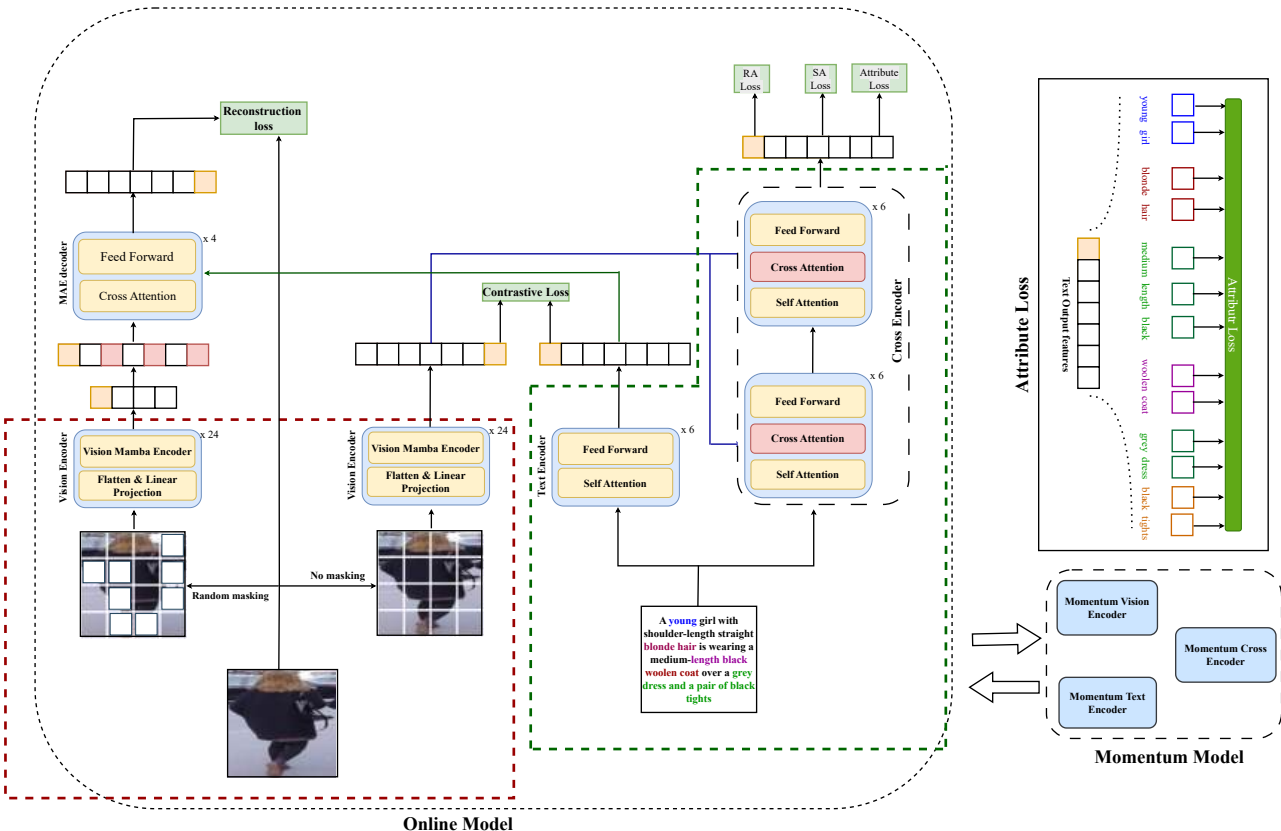 RA
Loss
SA
Loss
Attribute
Loss
Reconstruction
loss
x 4
MAE decoder
Feed Forward
Cross Attention
Contrastive Loss
x 6
Feed Forward
Cross Attention
Self Attention
Cross Encoder
x 6
Feed Forward
Cross Attention
Self Attention
x 24
Vision Encoder
Vision Mamba Encoder
Flatten & Linear
Projection
x 24
Vision Encoder
Vision Mamba Encoder
Flatten & Linear
Projection
x 6
Text Encoder
Feed Forward
Self Attention
No masking
Random masking
A young girl with
shoulder-length straight
blonde hair is wearing a
medium-length black
woolen coat over a grey
dress and a pair of black
tights
Online Model
Attribute Loss
Text Output features
young
girl
blonde
hair
medium
length
black
woolen
coat
grey
dress
black
tights
Attributr Loss
Momentum Vision
Encoder
Momentum Cross
Encoder
Momentum Text
Encoder
Momentum Model